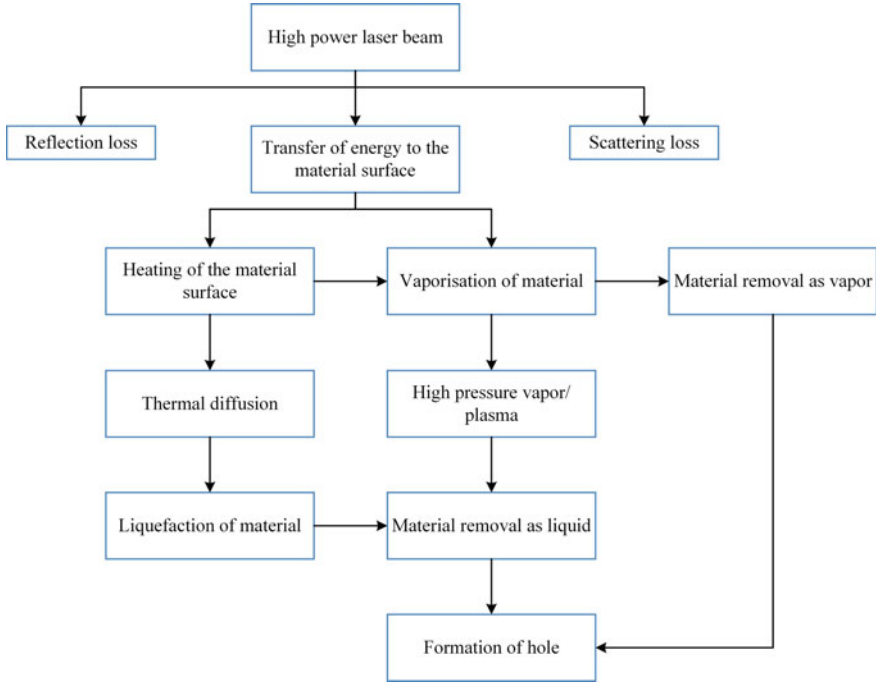 High power laser beam
Reflection loss
Transfer of energy to the
material surface
Scattering loss
Heating of the material
surface
Vaporisation of material
Material removal as vapor
Thermal diffusion
High pressure vapor/
plasma
Liquefaction of material
Material removal as liquid
Formation of hole